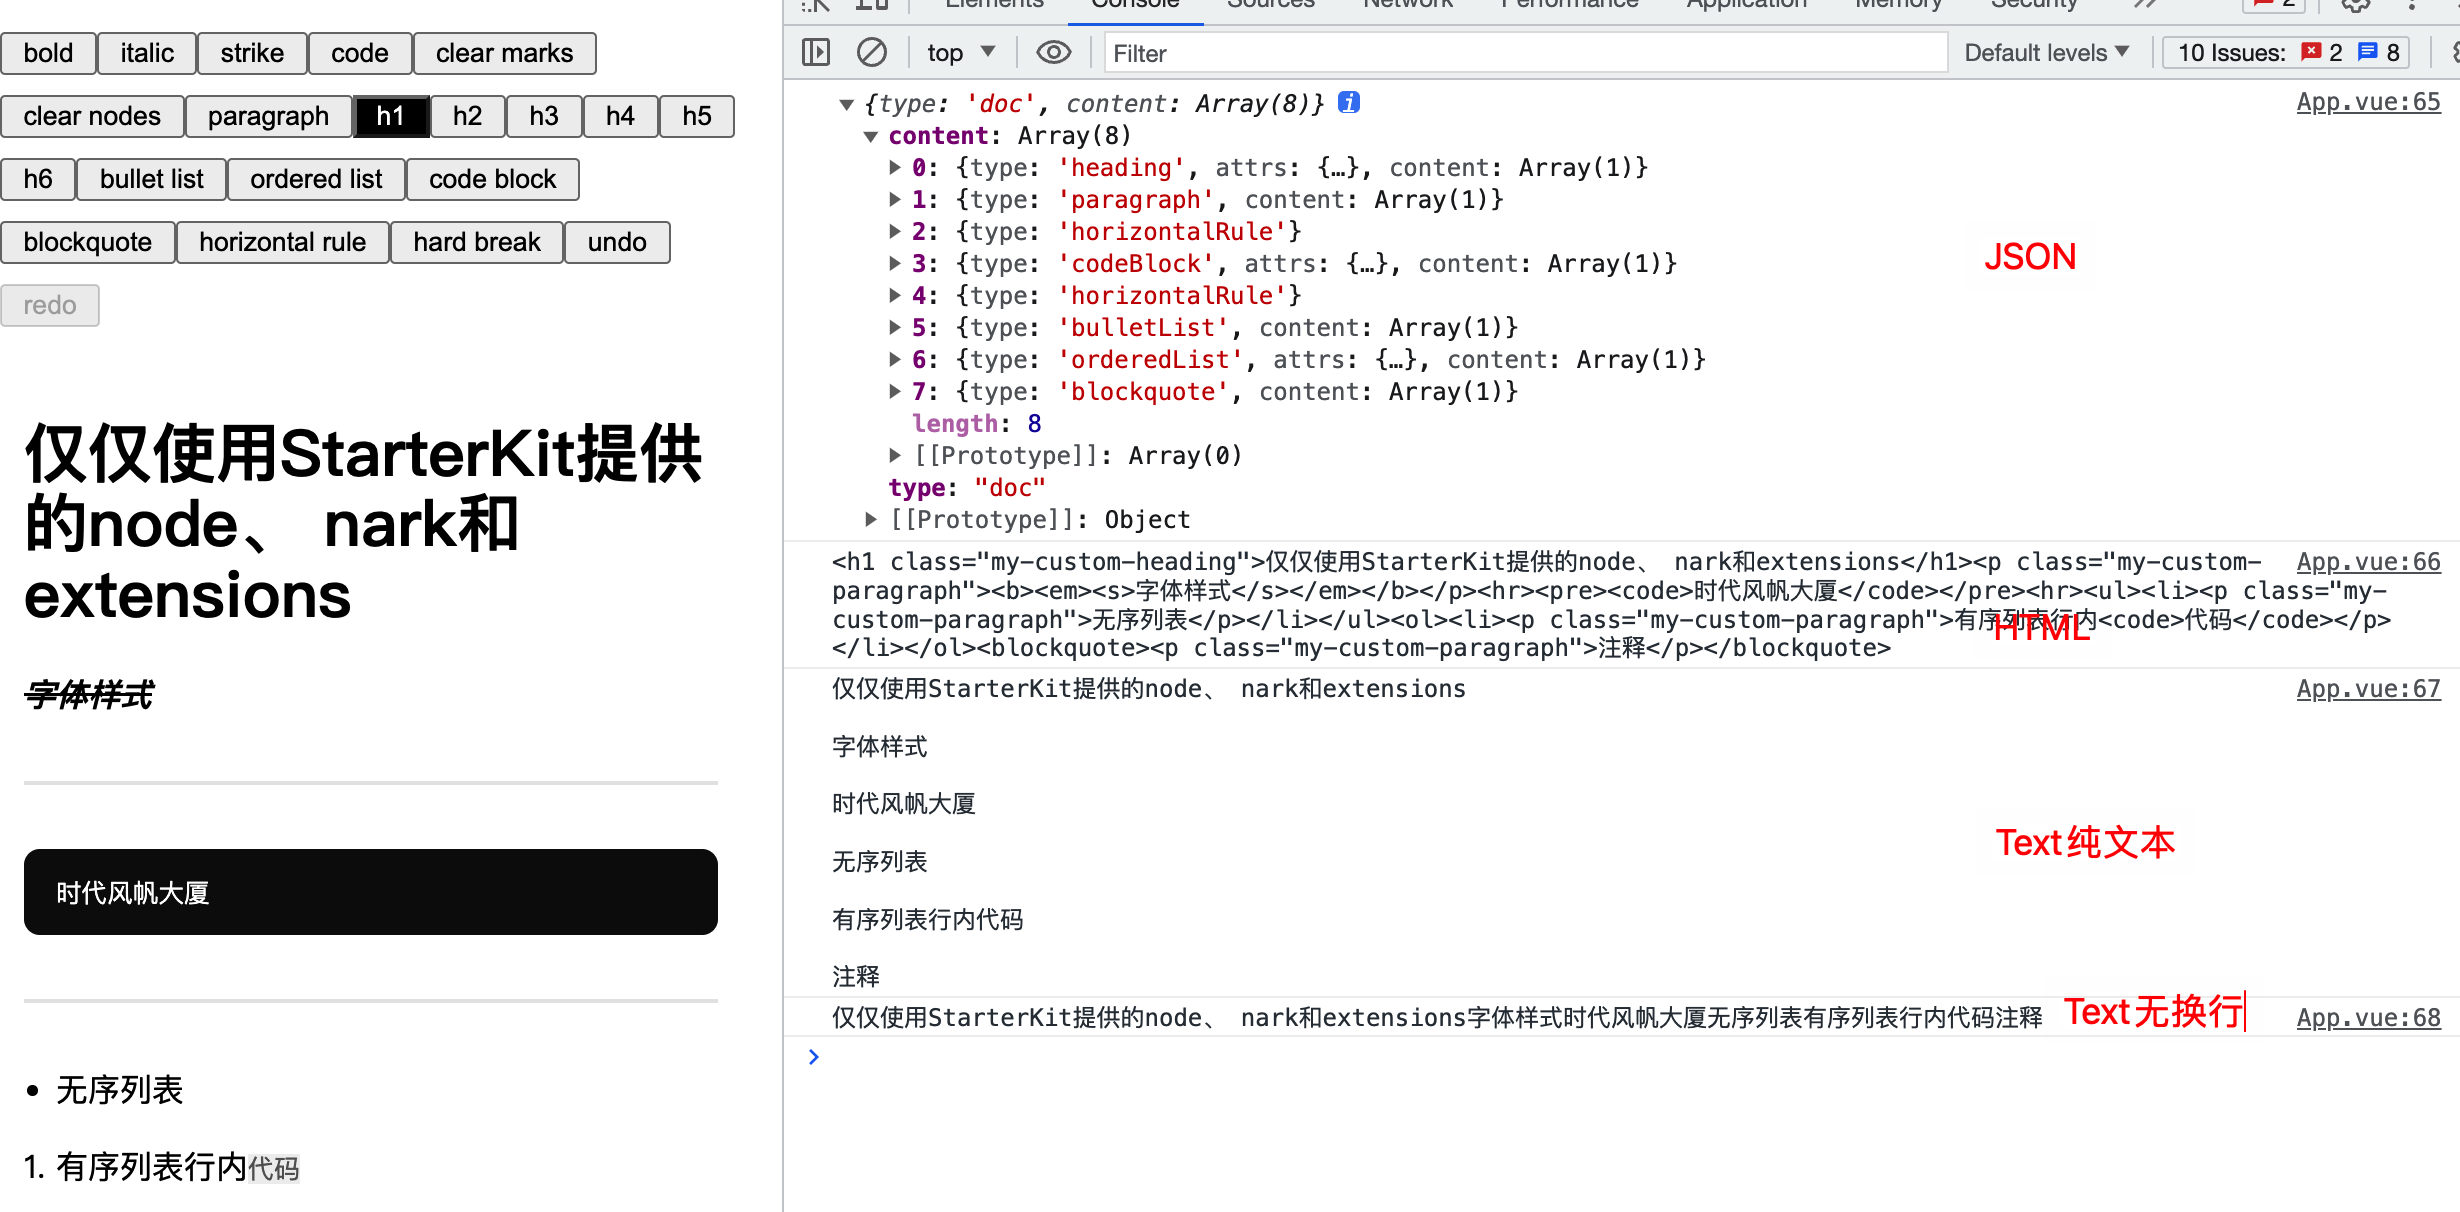 bold italic strike code clear marks
clear nodes paragraph h1 h2 h3 h4 h5
h6 bullet list ordered list code block
blockquote horizontal rule hard break undo
redo
仅仅使用StarterKit提供
的node、 nark和
extensions
字体样式
时代风帆大厦
• 无序列表
1. 有序列表行内代码
Elements Console Sources Network Performance Application Memory Security 2
top Filter Default levels 10 Issues: 2 8
{type: 'doc', content: Array(8)} App.vue:65
content: Array(8)
0: {type: 'heading', attrs: {…}, content: Array(1)}
1: {type: 'paragraph', content: Array(1)}
2: {type: 'horizontalRule'}
JSON
3: {type: 'codeBlock', attrs: {…}, content: Array(1)}
4: {type: 'horizontalRule'}
5: {type: 'bulletList', content: Array(1)}
6: {type: 'orderedList', attrs: {…}, content: Array(1)}
7: {type: 'blockquote', content: Array(1)}
length: 8
[[Prototype]]: Array(0)
type: "doc"
[[Prototype]]: Object
<h1 class="my-custom-heading">仅仅使用StarterKit提供的node、 nark和extensions</h1><p class="my-custom- App.vue:66
paragraph"><b><em><s>字体样式</s></em></b></p><hr><pre><code>时代风帆大厦</code></pre><hr><ul><li><p class="my-
custom-paragraph">无序列表</p></li></ul><ol><li><p class="my-custom-paragraph">有序列表行内<code>代码</code></p>
HTML
</li></ol><blockquote><p class="my-custom-paragraph">注释</p></blockquote>
仅仅使用StarterKit提供的node、 nark和extensions App.vue:67
字体样式
时代风帆大厦
Text纯文本
无序列表
有序列表行内代码
注释
仅仅使用StarterKit提供的node、 nark和extensions字体样式时代风帆大厦无序列表有序列表行内代码注释 Text无换行 App.vue:68